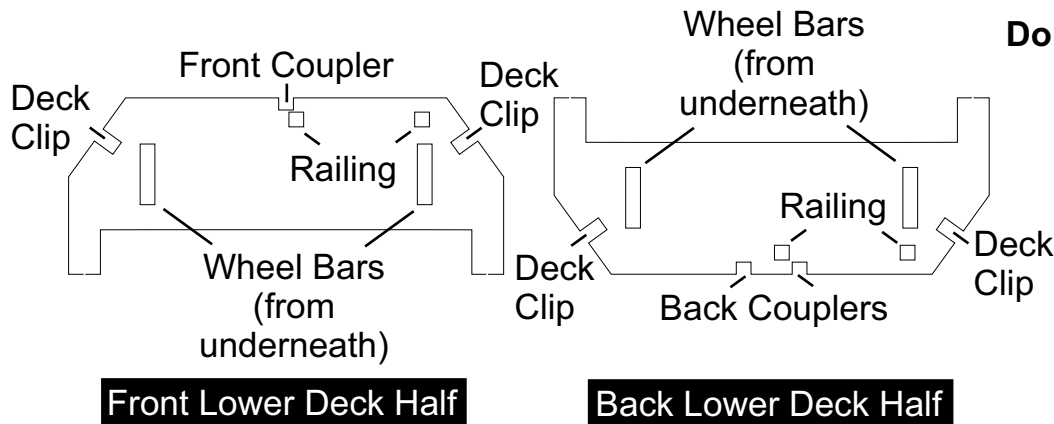 Front Coupler
Deck
Clip
Deck
Clip
Railing
Wheel Bars
(from
underneath)
Front Lower Deck Half
Wheel Bars
(from
underneath)
Railing
Deck
Clip
Deck
Clip
Back Couplers
Back Lower Deck Half
Do